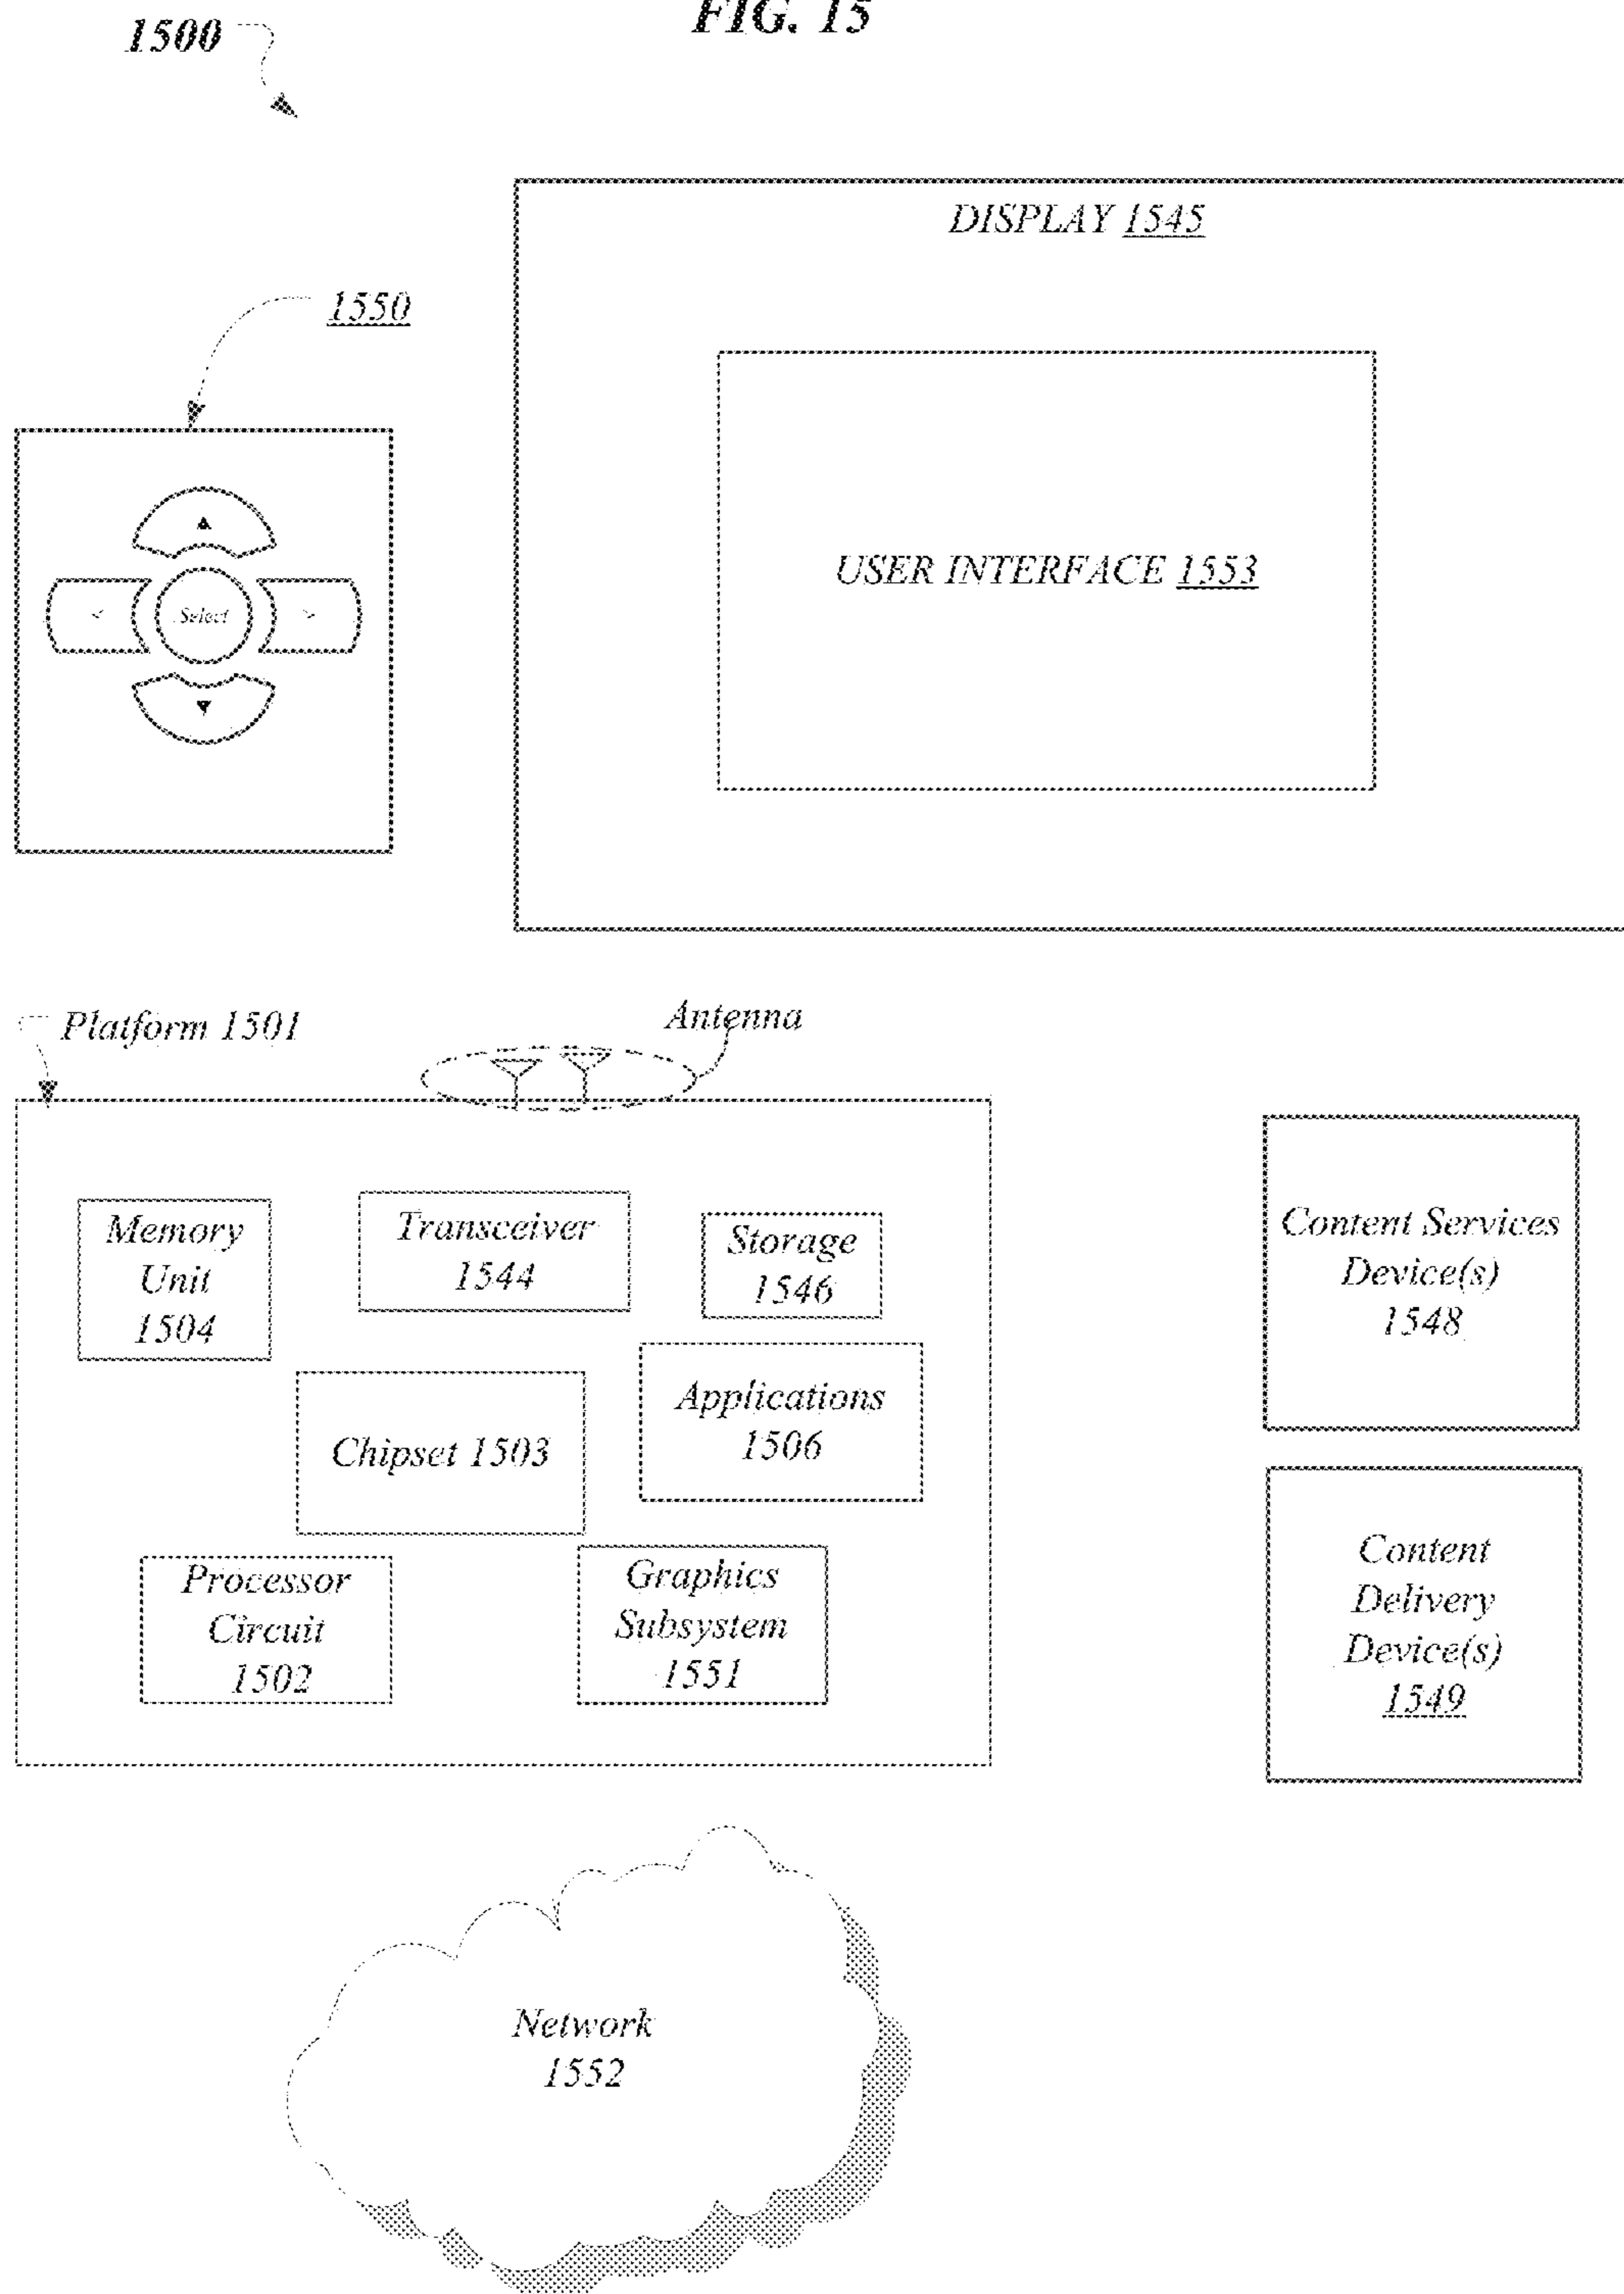 FIG. 15
1500
DISPLAY 1545
1550
USER INTERFACE 1553
▲
< Select >
▼
Platform 1501
Antenna
Memory
Unit
1504
Transceiver
1544
Storage
1546
Chipset 1503
Applications
1506
Processor
Circuit
1502
Graphics
Subsystem
1551
Content Services
Device(s)
1548
Content
Delivery
Device(s)
1549
Network
1552